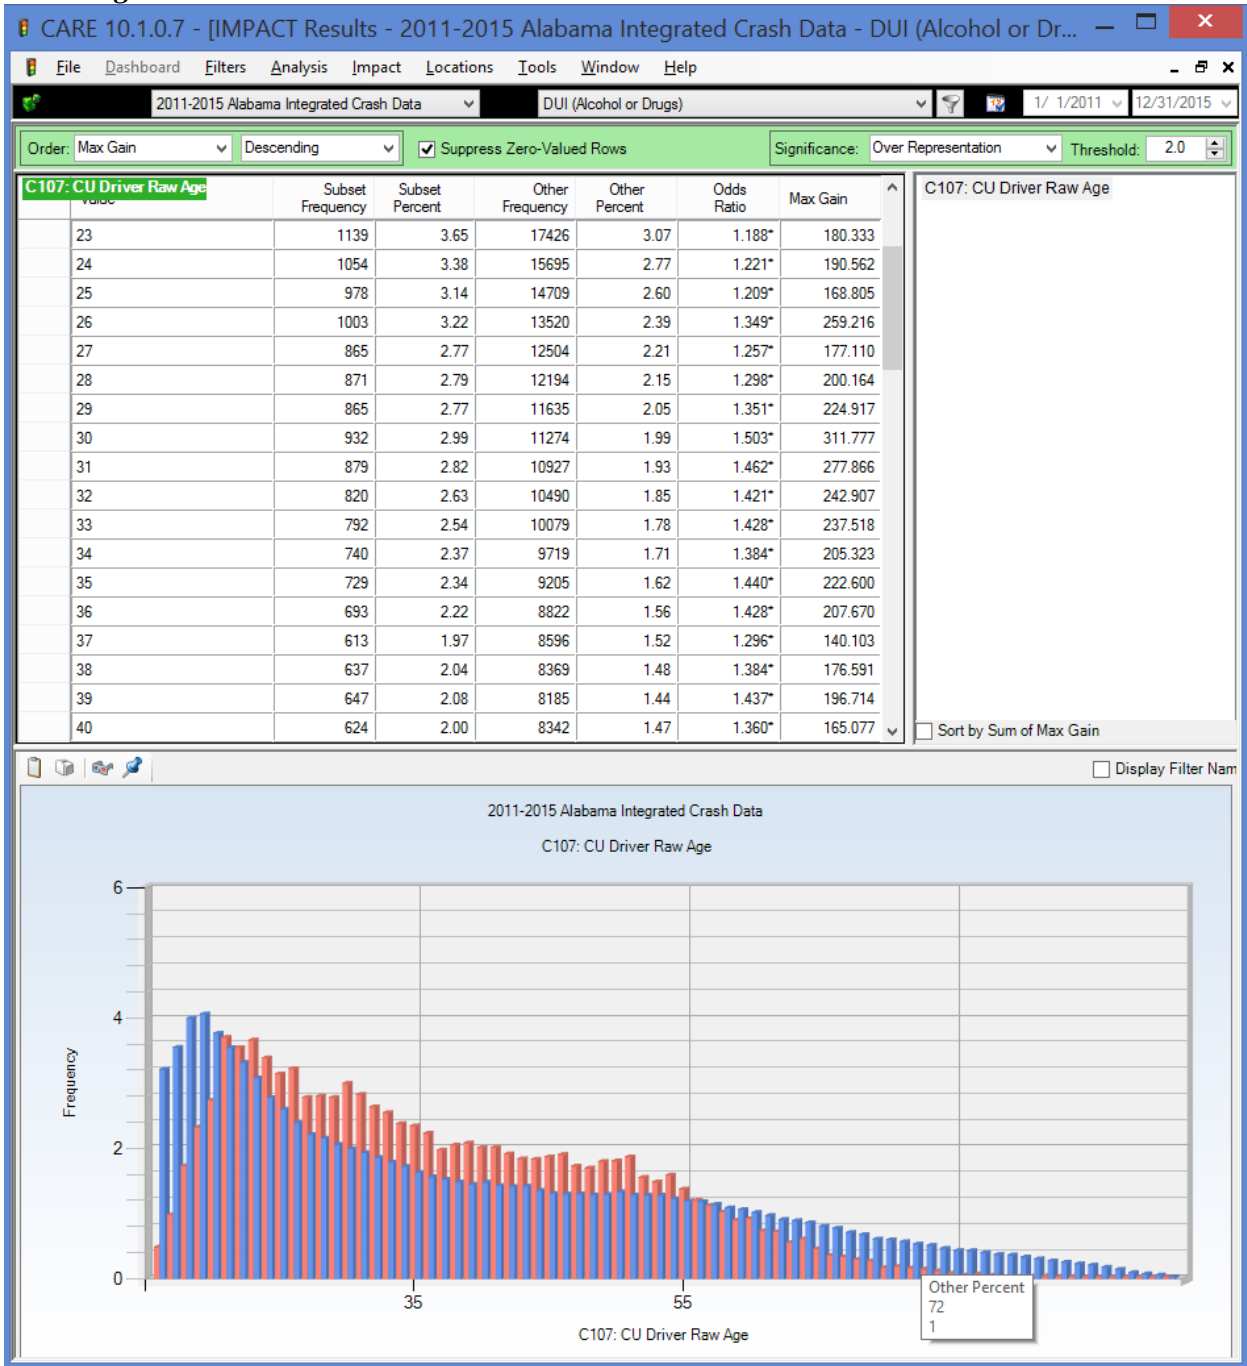 CARE 10.1.0.7 - [IMPACT Results - 2011-2015 Alabama Integrated Crash Data - DUI (Alcohol or Dr...
File Dashboard Filters Analysis Impact Locations Tools Window Help
2011-2015 Alabama Integrated Crash Data DUI (Alcohol or Drugs) 1/ 1/2011 12/31/2015
Order: Max Gain Descending Suppress Zero-Valued Rows Significance: Over Representation Threshold: 2.0
C107: CU Driver Raw Age Subset Frequency Subset Percent Other Frequency Other Percent Odds Ratio Max Gain C107: CU Driver Raw Age
23 1139 3.65 17426 3.07 1.188* 180.333
24 1054 3.38 15695 2.77 1.221* 190.562
25 978 3.14 14709 2.60 1.209* 168.805
26 1003 3.22 13520 2.39 1.349* 259.216
27 865 2.77 12504 2.21 1.257* 177.110
28 871 2.79 12194 2.15 1.298* 200.164
29 865 2.77 11635 2.05 1.351* 224.917
30 932 2.99 11274 1.99 1.503* 311.777
31 879 2.82 10927 1.93 1.462* 277.866
32 820 2.63 10490 1.85 1.421* 242.907
33 792 2.54 10079 1.78 1.428* 237.518
34 740 2.37 9719 1.71 1.384* 205.323
35 729 2.34 9205 1.62 1.440* 222.600
36 693 2.22 8822 1.56 1.428* 207.670
37 613 1.97 8596 1.52 1.296* 140.103
38 637 2.04 8369 1.48 1.384* 176.591
39 647 2.08 8185 1.44 1.437* 196.714
40 624 2.00 8342 1.47 1.360* 165.077
Sort by Sum of Max Gain
Display Filter Nam
2011-2015 Alabama Integrated Crash Data
C107: CU Driver Raw Age
6
4
2
0
Frequency
35 55
C107: CU Driver Raw Age
Other Percent
72
1